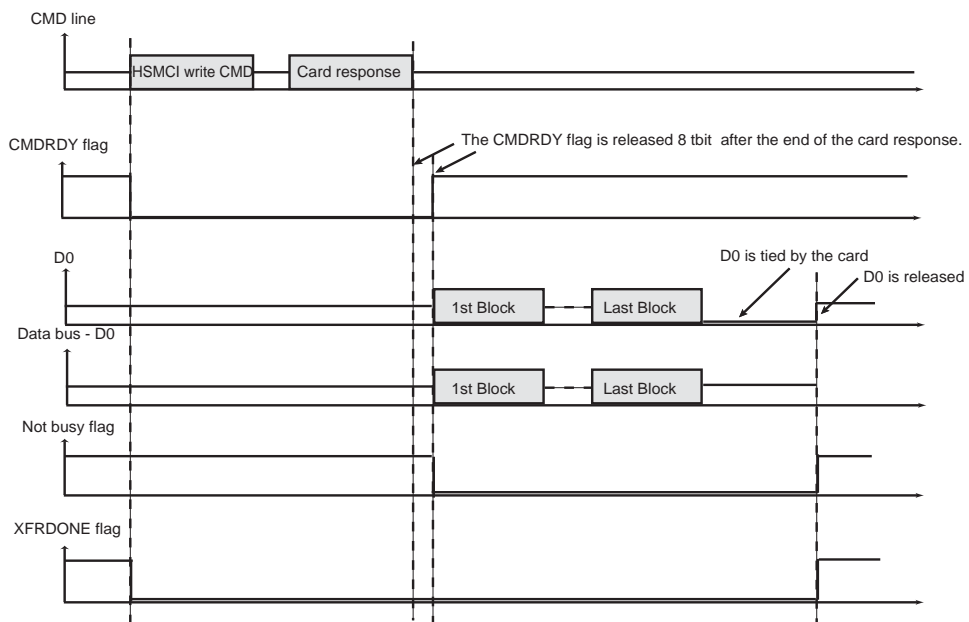 CMD line
HSMCI write CMD
Card response
CMDRDY flag
The CMDRDY flag is released 8 tbit after the end of the card response.
D0
1st Block
Last Block
D0 is tied by the card
D0 is released
Data bus - D0
1st Block
Last Block
Not busy flag
XFRDONE flag